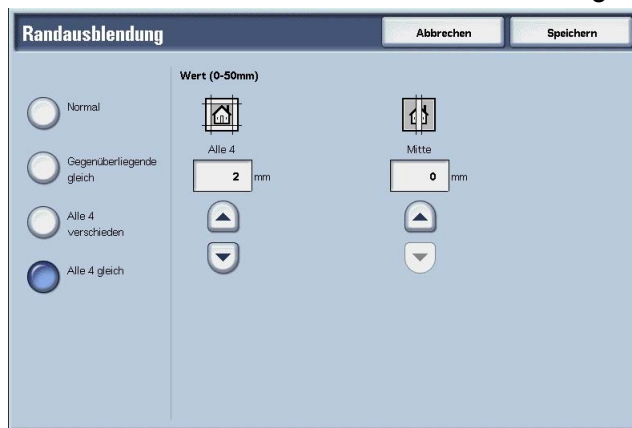 Randausblendung
Abbrechen
Speichern
Wert (0-50mm)
Normal
Gegenüberliegende
gleich
Alle 4
verschieden
Alle 4 gleich
Alle 4
2 mm
Mitte
0 mm